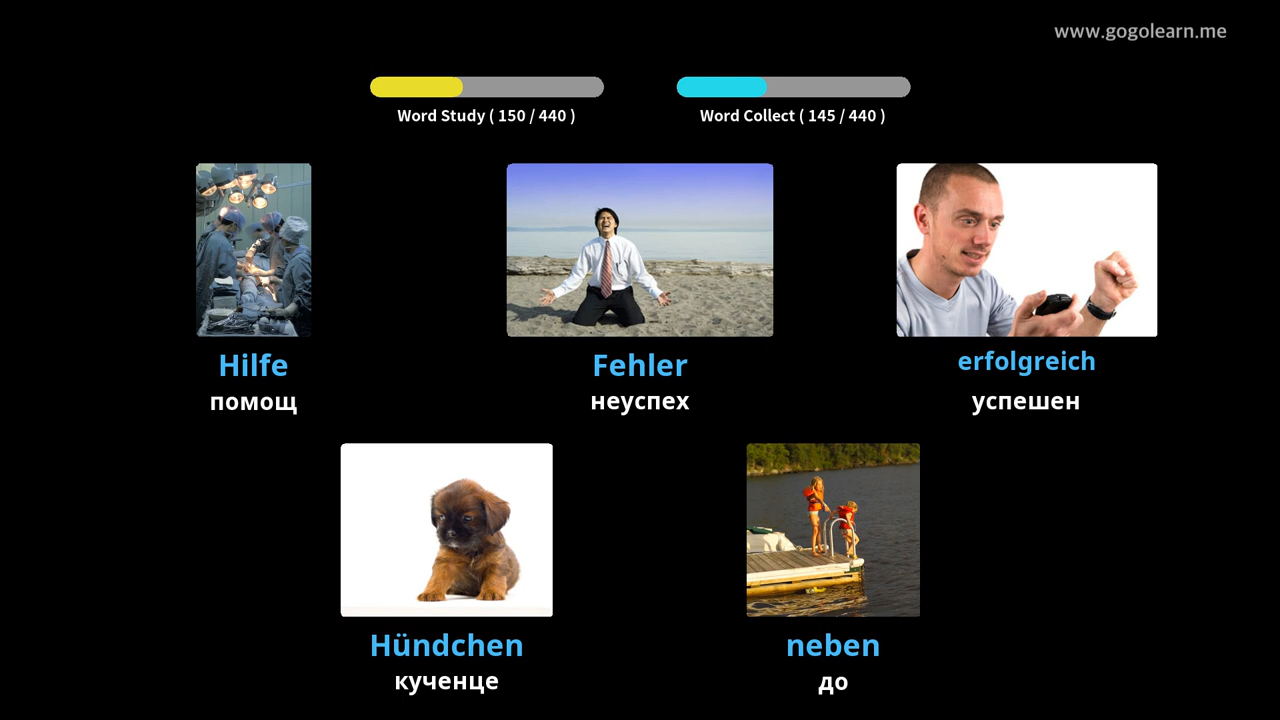 www.gogolearn.me
Word Study ( 150 / 440 )
Word Collect ( 145 / 440 )
Hilfe
помощ
Fehler
неуспех
erfolgreich
успешен
Hündchen
кученце
neben
до